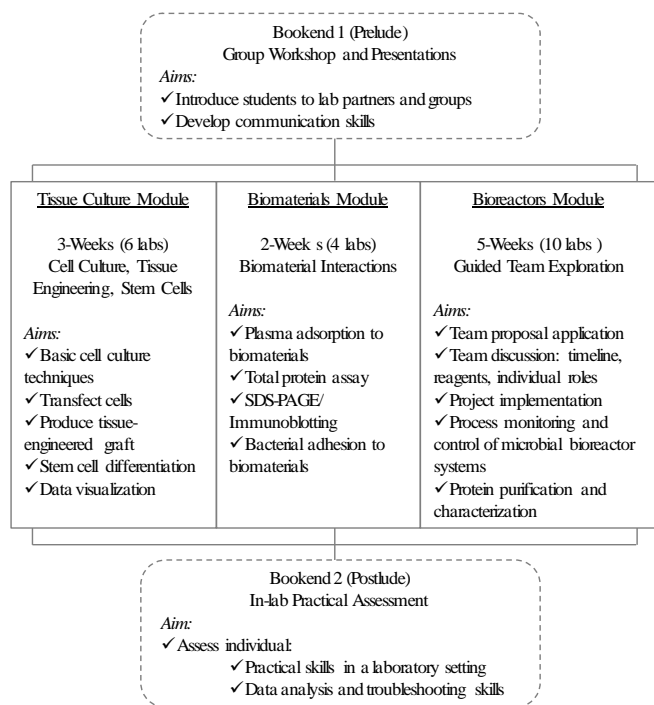 Bookend 1 (Prelude)
Group Workshop and Presentations
Aims:
✓Introduce students to lab partners and groups
✓Develop communication skills
Tissue Culture Module
3-Weeks (6 labs)
Cell Culture, Tissue
Engineering, Stem Cells
Aims:
✓Basic cell culture
techniques
✓Transfect cells
✓Produce tissue-
engineered graft
✓Stem cell differentiation
✓Data visualization
Biomaterials Module
2-Week s (4 labs)
Biomaterial Interactions
Aims:
✓Plasma adsorption to
biomaterials
✓Total protein assay
✓SDS-PAGE/
Immunoblotting
✓Bacterial adhesion to
biomaterials
Bioreactors Module
5-Weeks (10 labs )
Guided Team Exploration
Aims:
✓Team proposal application
✓Team discussion: timeline,
reagents, individual roles
✓Project implementation
✓Process monitoring and
control of microbial bioreactor
systems
✓Protein purification and
characterization
Bookend 2 (Postlude)
In-lab Practical Assessment
Aim:
✓Assess individual:
✓Practical skills in a laboratory setting
✓Data analysis and troubleshooting skills